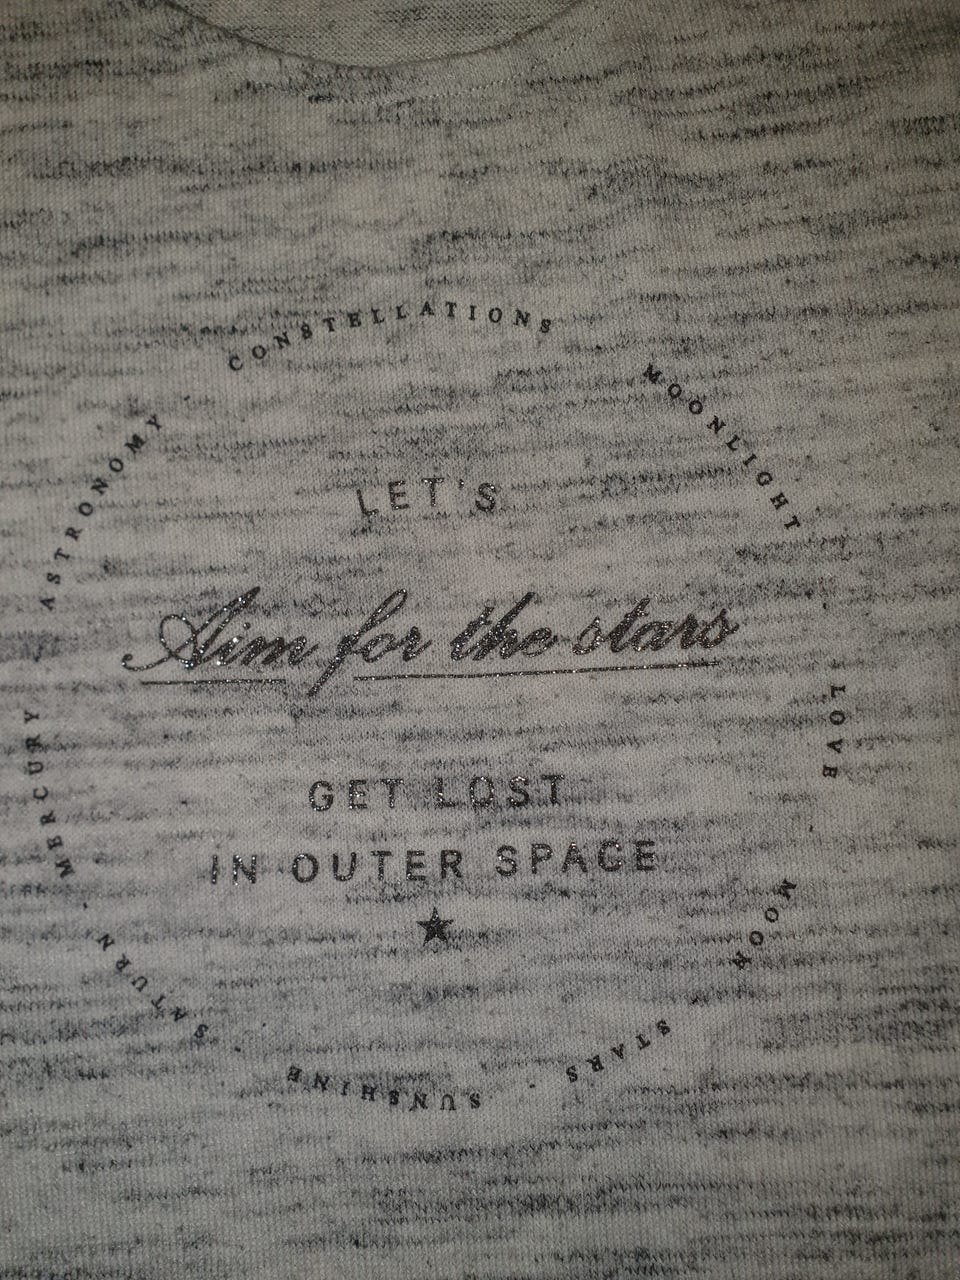 CONSTELLATIONS
MOONLIGHT
LOVE
MOON
STARS
SUNSHINE
SATURN
MERCURY
ASTRONOMY
LET'S
Aim for the stars
GET LOST
IN OUTER SPACE